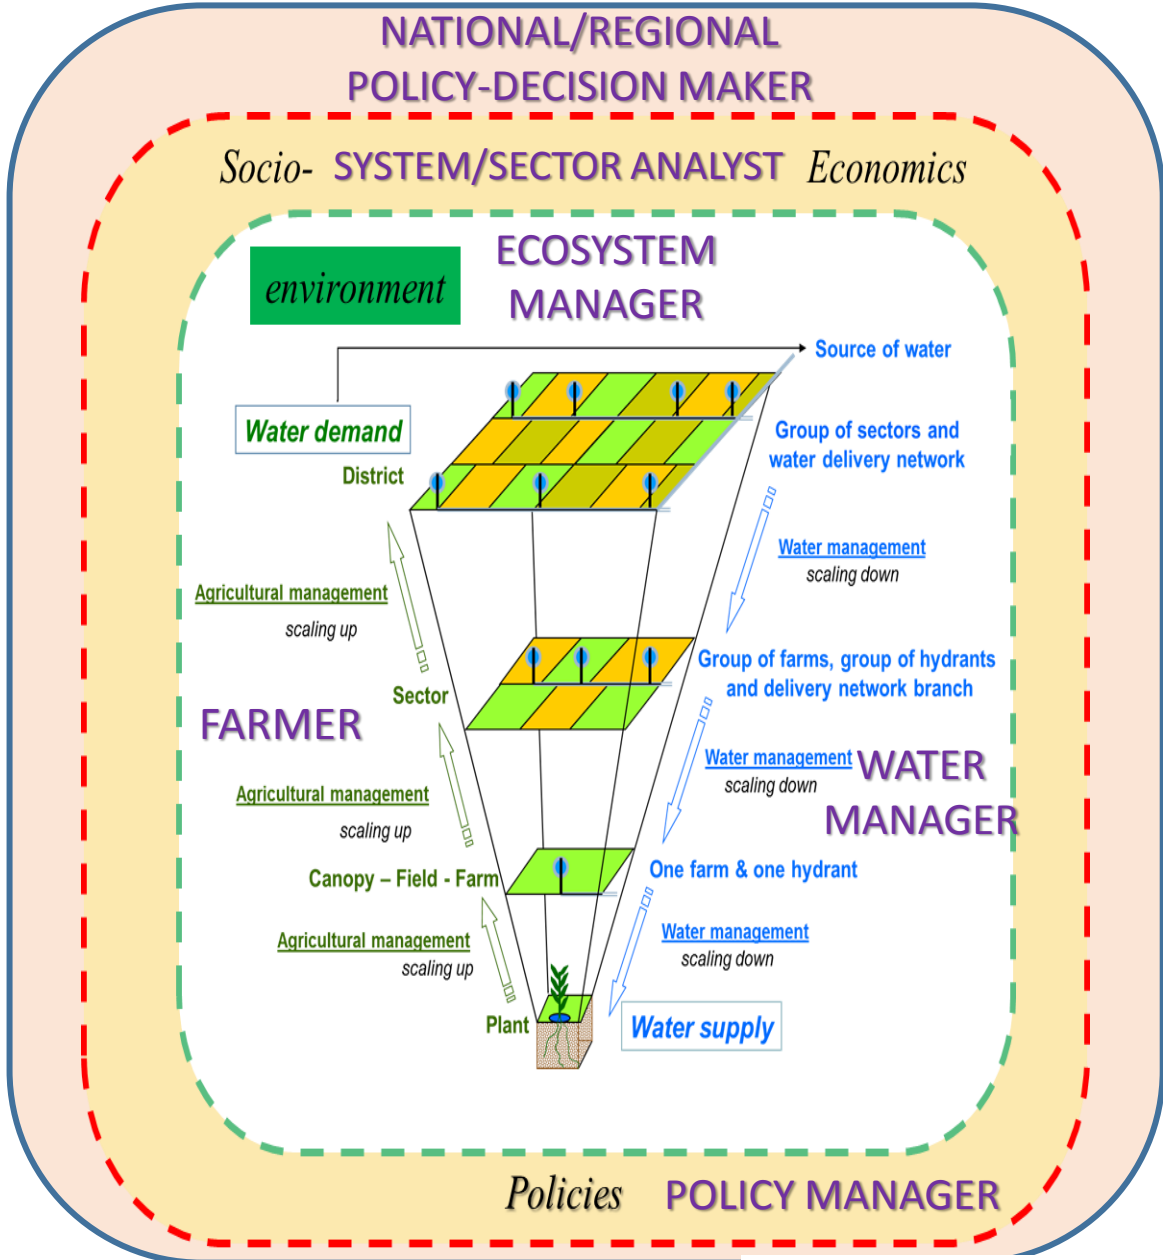 NATIONAL/REGIONAL
POLICY-DECISION MAKER
Socio- SYSTEM/SECTOR ANALYST Economics
ECOSYSTEM
MANAGER
environment
Source of water
Water demand
Group of sectors and
water delivery network
District
Water management
scaling down
Agricultural management
scaling up
Group of farms, group of hydrants
and delivery network branch
Sector
FARMER
Water management
scaling down
WATER
MANAGER
Agricultural management
scaling up
One farm & one hydrant
Canopy – Field - Farm
Water management
scaling down
Agricultural management
scaling up
Plant
Water supply
Policies POLICY MANAGER